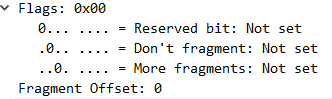 Flags: 0x00
0... .... = Reserved bit: Not set
.0.. .... = Don't fragment: Not set
..0. .... = More fragments: Not set
Fragment Offset: 0